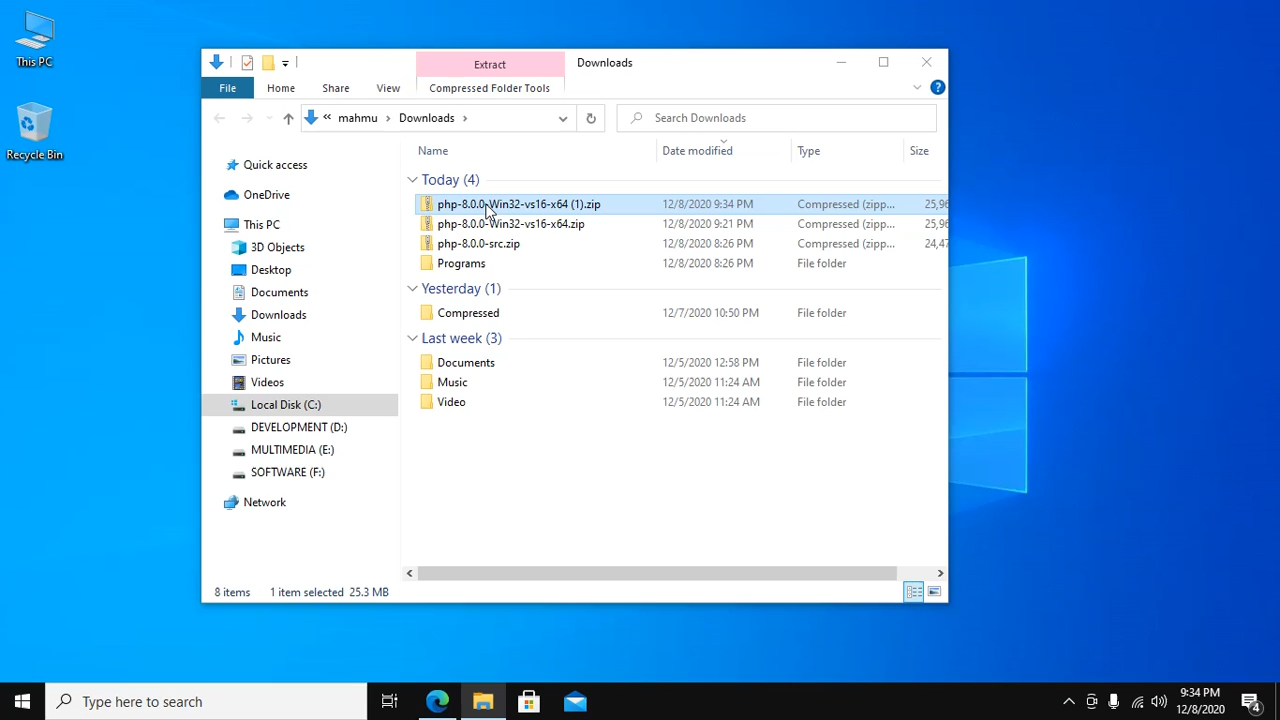 This PC
Recycle Bin
Extract
Downloads
File
Home
Share
View
Compressed Folder Tools
« mahmu > Downloads >
Search Downloads
Name
Date modified
Type
Size
Quick access
OneDrive
This PC
3D Objects
Desktop
Documents
Downloads
Music
Pictures
Videos
Local Disk (C:)
DEVELOPMENT (D:)
MULTIMEDIA (E:)
SOFTWARE (F:)
Network
Today (4)
php-8.0.0-Win32-vs16-x64 (1).zip 12/8/2020 9:34 PM Compressed (zipp... 25,96
php-8.0.0-Win32-vs16-x64.zip 12/8/2020 9:21 PM Compressed (zipp... 25,96
php-8.0.0-src.zip 12/8/2020 8:26 PM Compressed (zipp... 24,47
Programs 12/8/2020 8:26 PM File folder
Yesterday (1)
Compressed 12/7/2020 10:50 PM File folder
Last week (3)
Documents 12/5/2020 12:58 PM File folder
Music 12/5/2020 11:24 AM File folder
Video 12/5/2020 11:24 AM File folder
8 items 1 item selected 25.3 MB
Type here to search
9:34 PM
12/8/2020
4